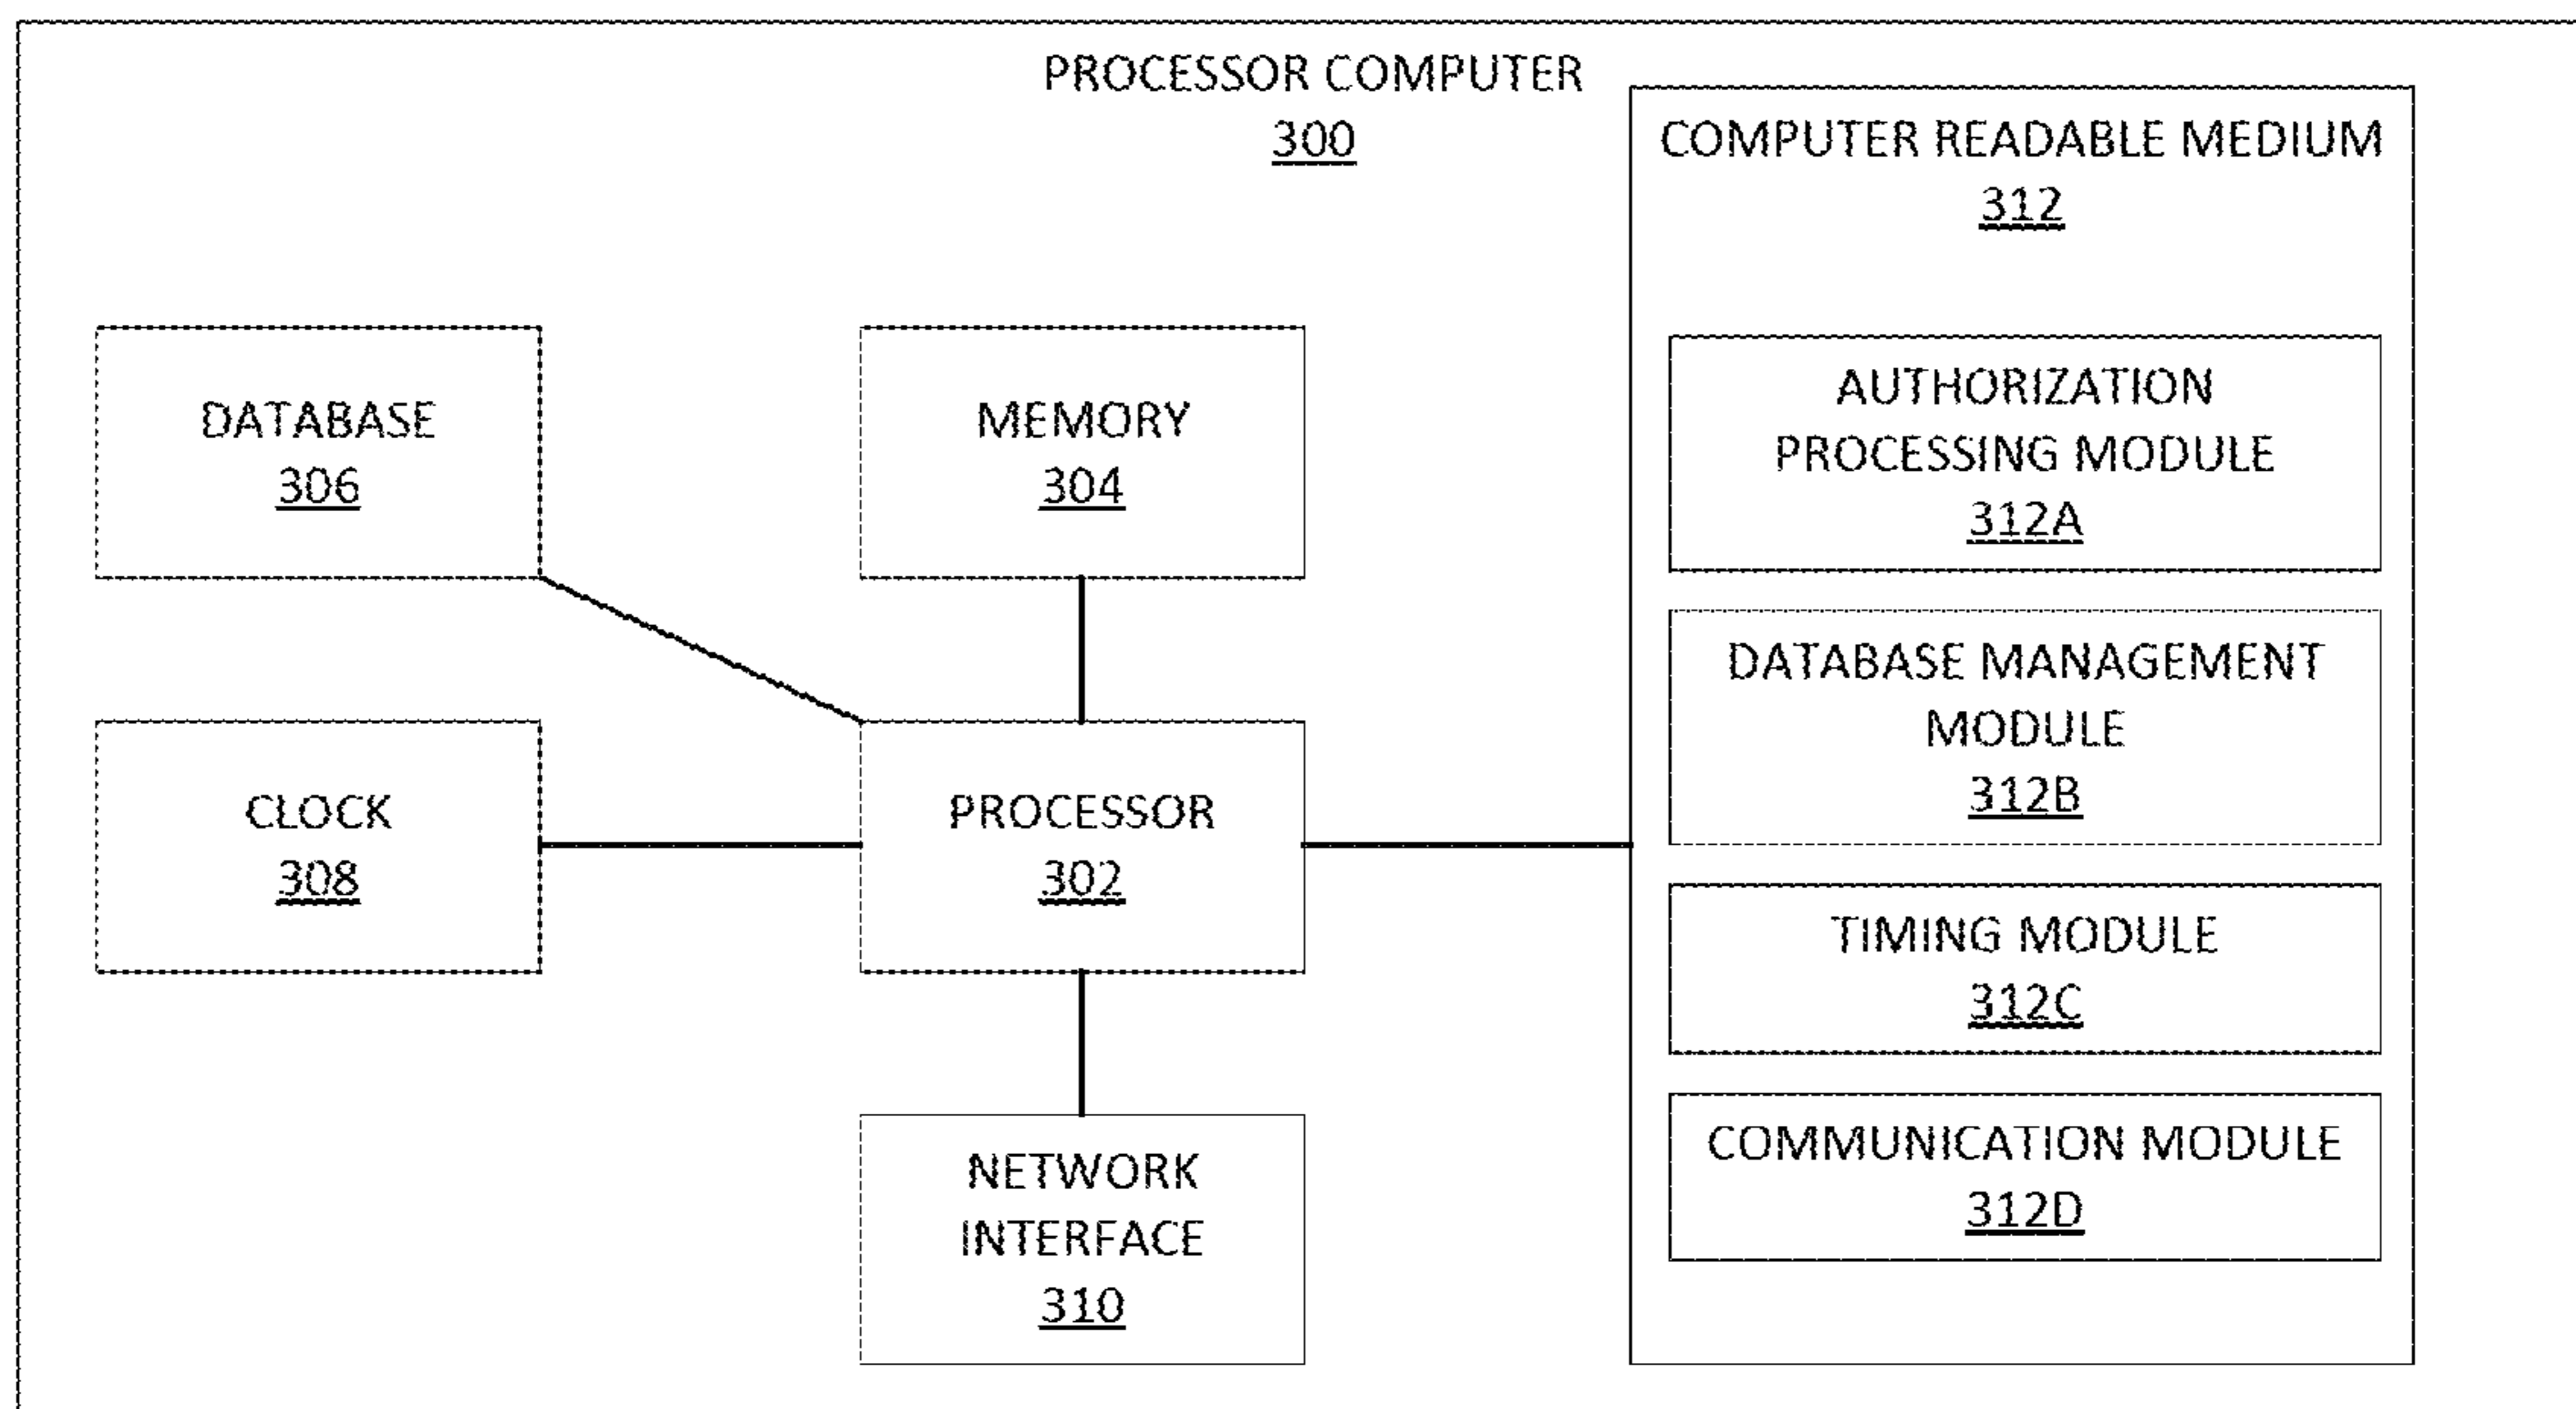 PROCESSOR COMPUTER
300
COMPUTER READABLE MEDIUM
312
DATABASE
306
MEMORY
304
AUTHORIZATION
PROCESSING MODULE
312A
DATABASE MANAGEMENT
MODULE
312B
CLOCK
308
PROCESSOR
302
TIMING MODULE
312C
NETWORK
INTERFACE
310
COMMUNICATION MODULE
312D